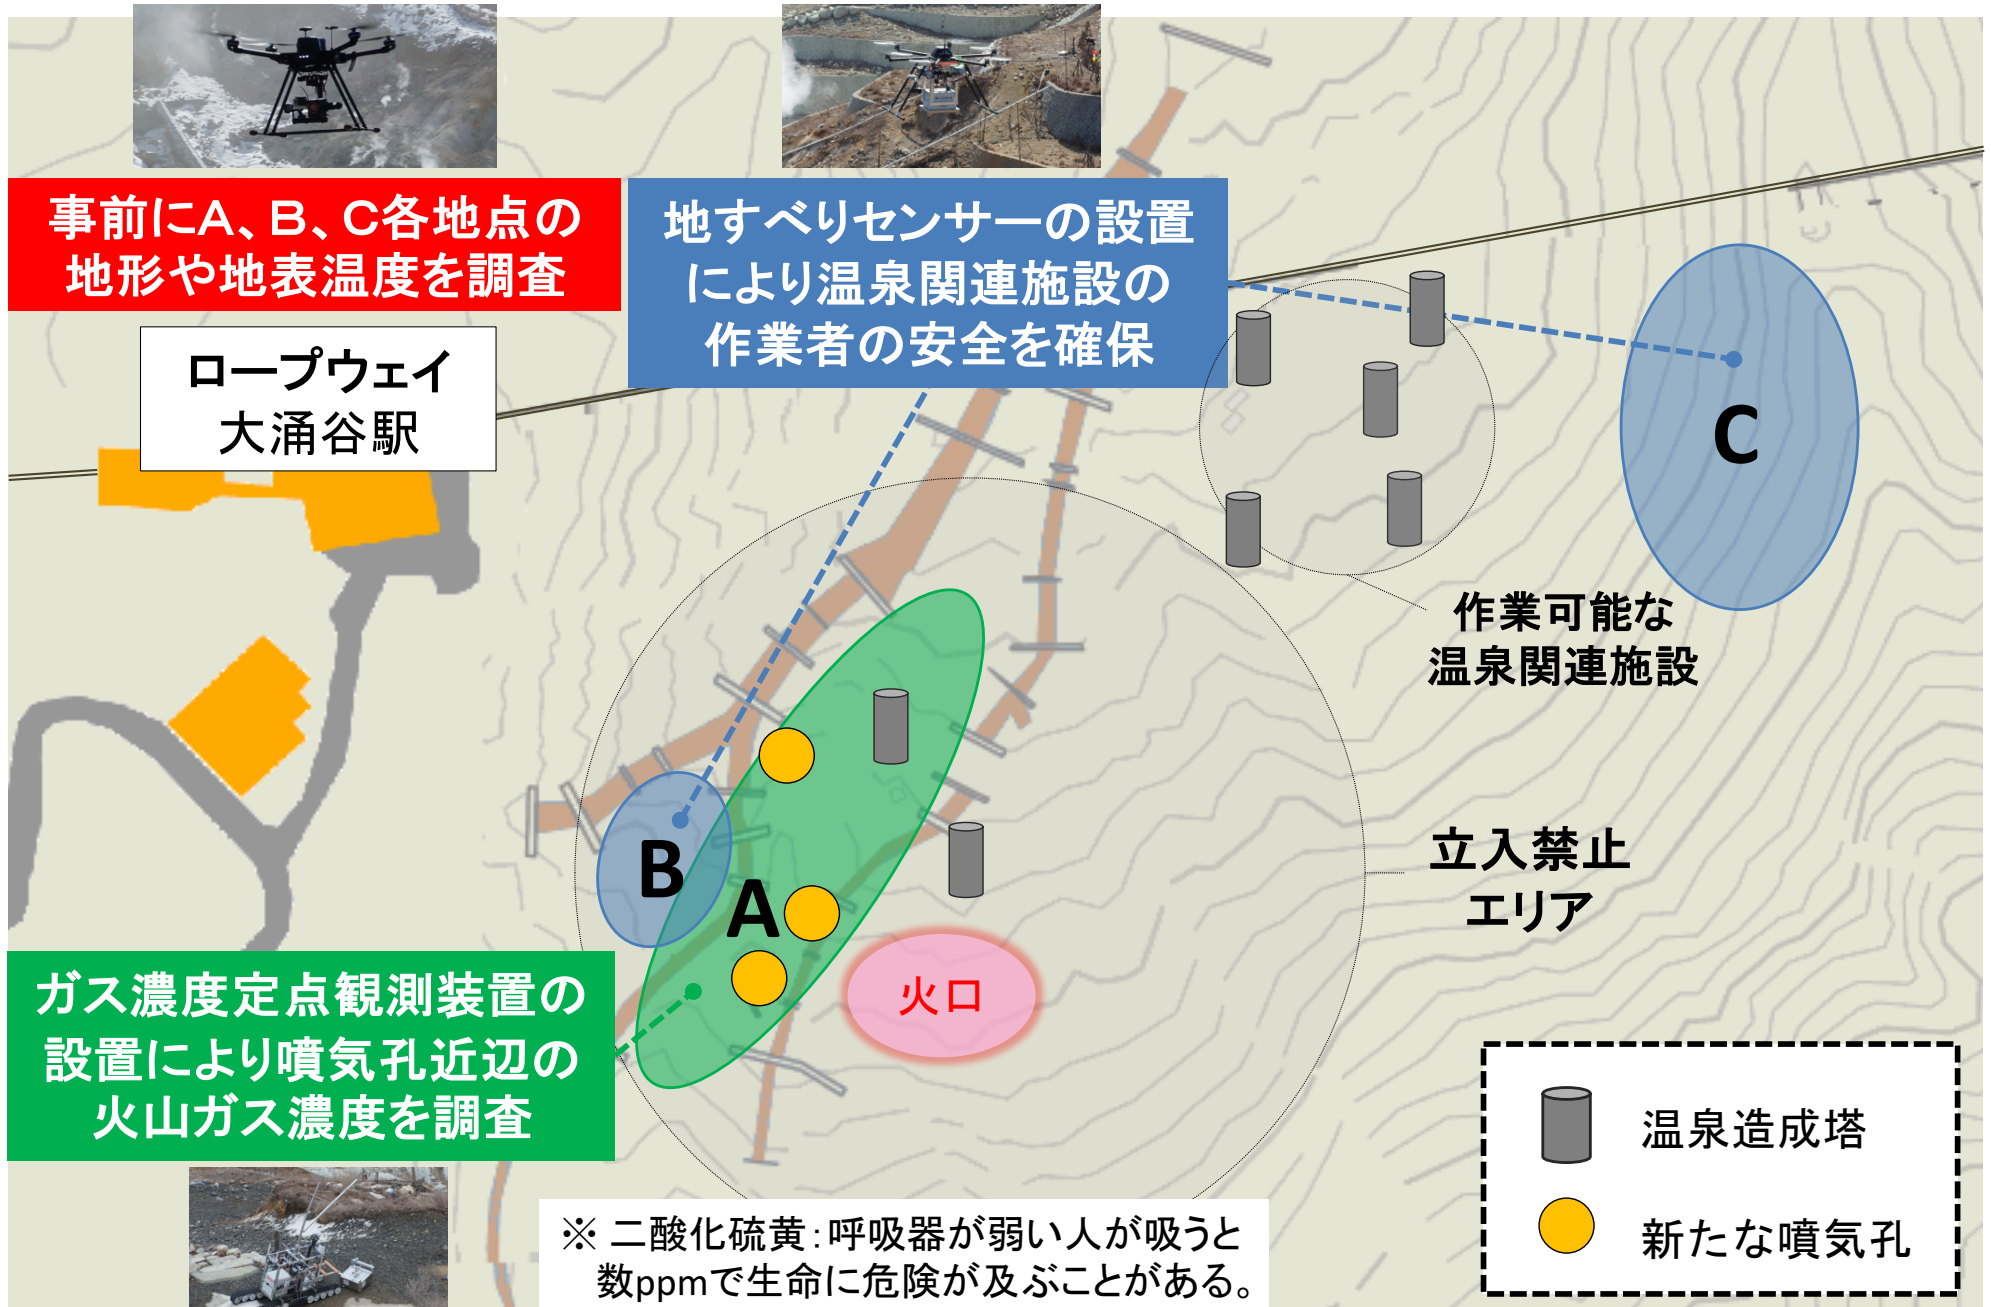 事前にA、B、C各地点の
地形や地表温度を調査
地すべりセンサーの設置
により温泉関連施設の
作業者の安全を確保
ロープウェイ
大涌谷駅
C
作業可能な
温泉関連施設
B
A
立入禁止
エリア
火口
ガス濃度定点観測装置の
設置により噴気孔近辺の
火山ガス濃度を調査
温泉造成塔
新たな噴気孔
※ 二酸化硫黄:呼吸器が弱い人が吸うと
数ppmで生命に危険が及ぶことがある。